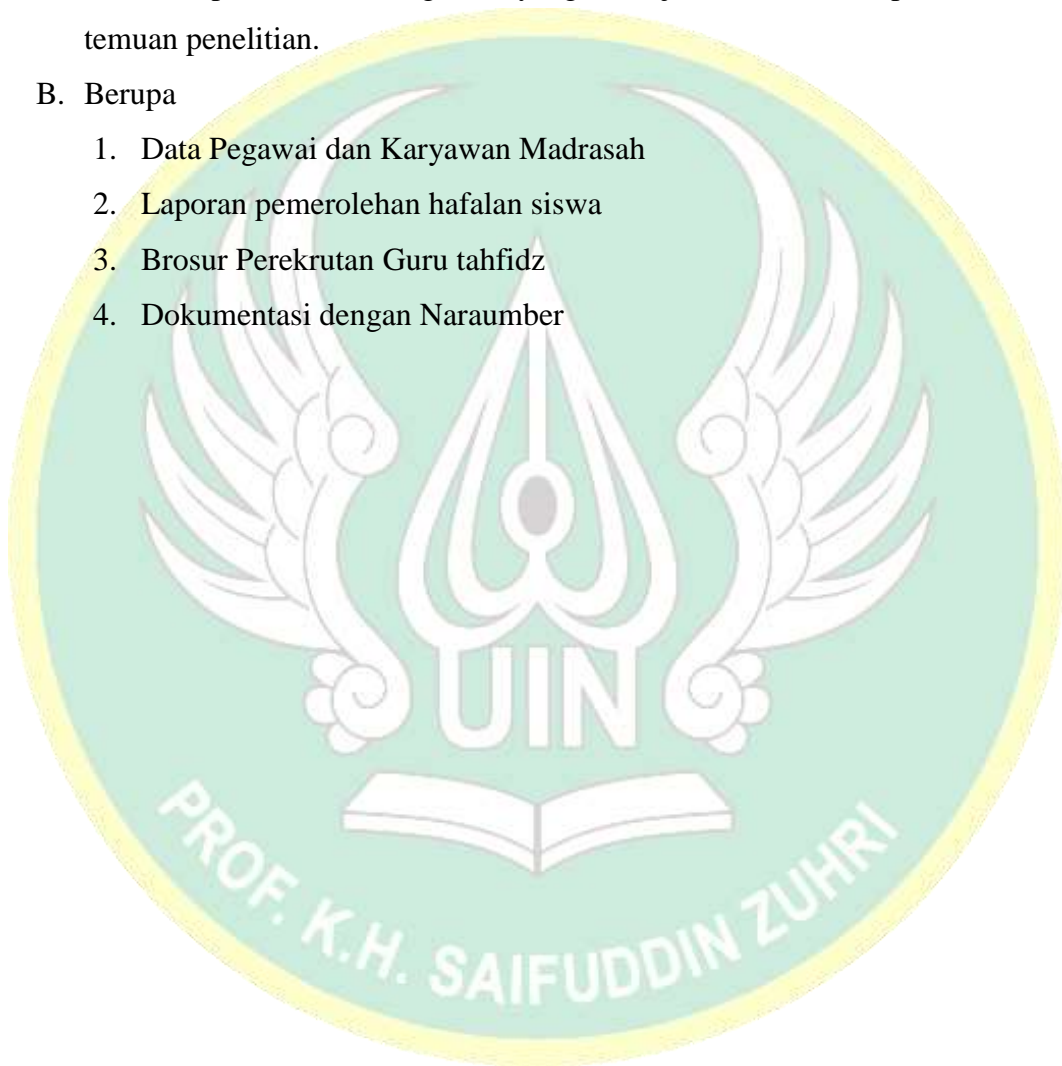 temuan penelitian.
B. Berupa
1. Data Pegawai dan Karyawan Madrasah
2. Laporan pemerolehan hafalan siswa
3. Brosur Perekrutan Guru tahfidz
4. Dokumentasi dengan Naraumber
UIN
PROF. K.H. SAIFUDDIN ZUHRI